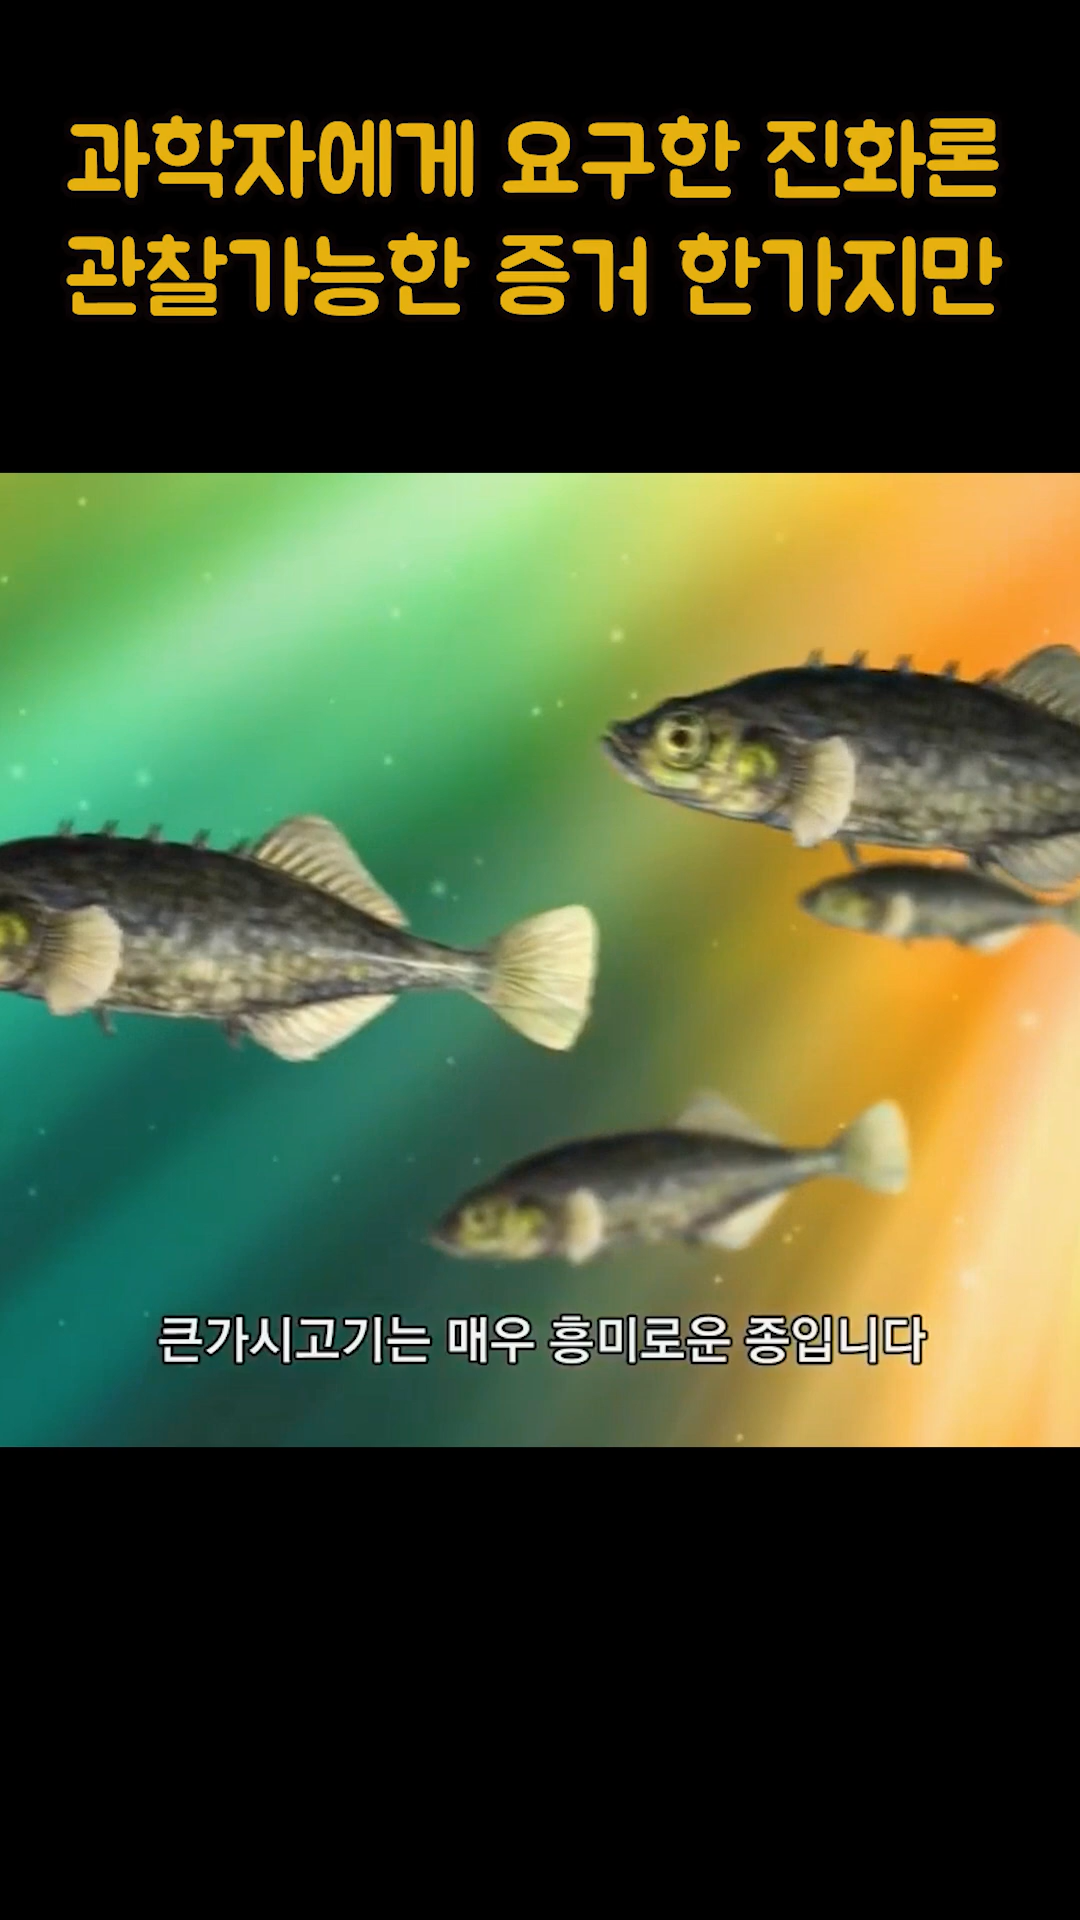 과학자에게 요구한 진화론
관찰가능한 증거 한가지만
큰가시고기는 매우 흥미로운 종입니다